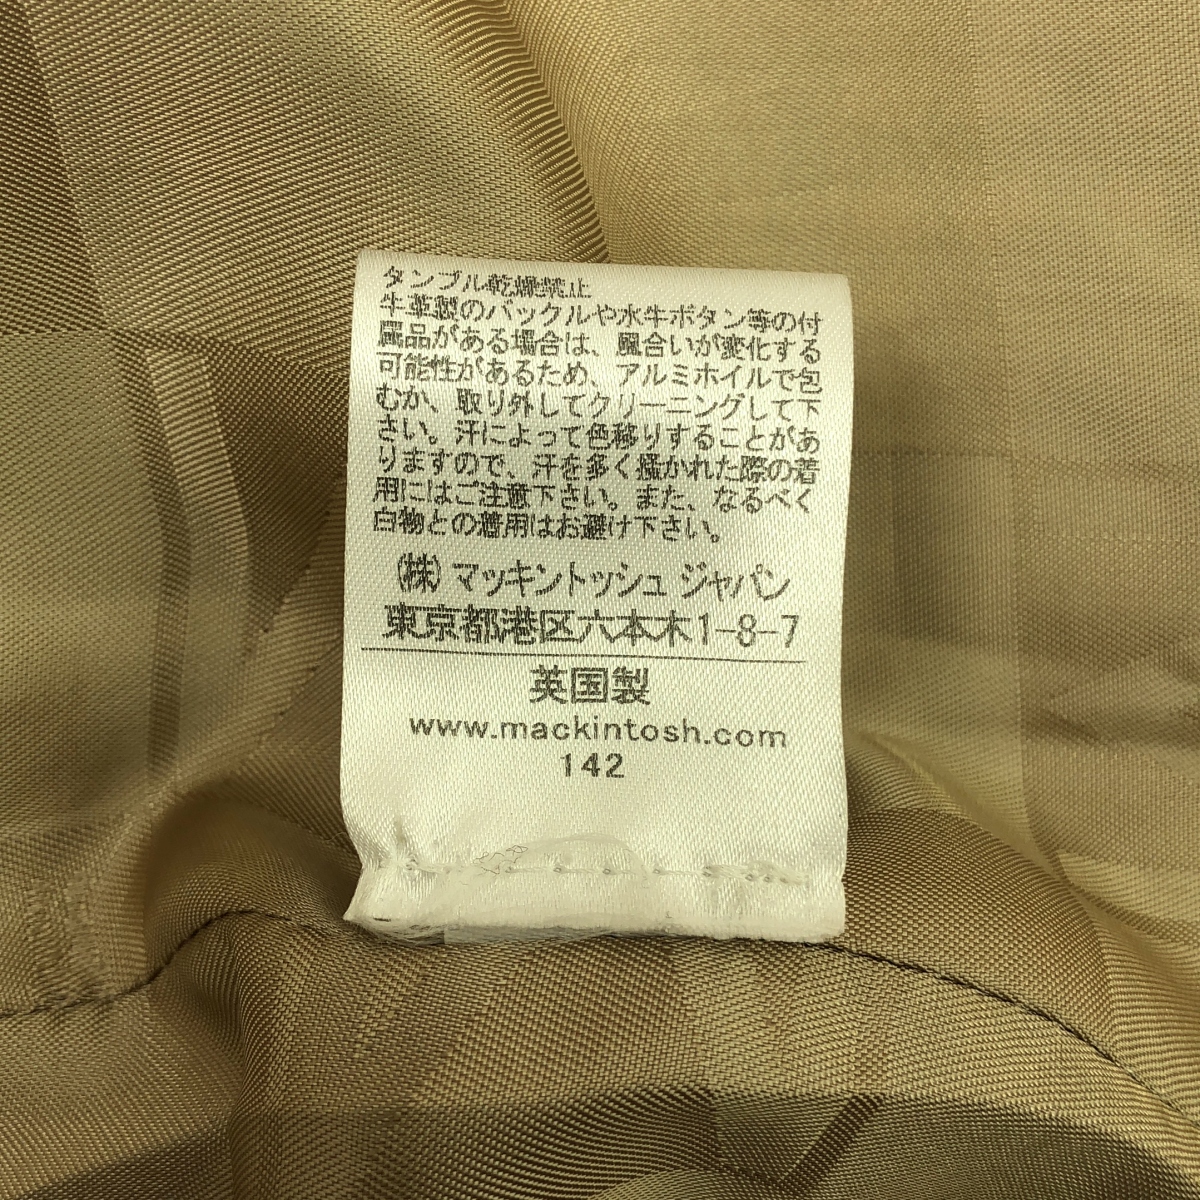 タンブル乾燥禁止
牛革製のバックルや水牛ボタン等の付
属品がある場合は、風合いが変化する
可能性があるため、アルミホイルで包
むか、取り外してクリーニングして下
さい。汗によって色移りすることがあ
りますので、汗を多く掻かれた際の着
用にはご注意下さい。また、なるべく
白物との着用はお避け下さい。
(株)マッキントッシュ ジャパン
東京都港区六本木1-8-7
英国製
www.mackintosh.com
142